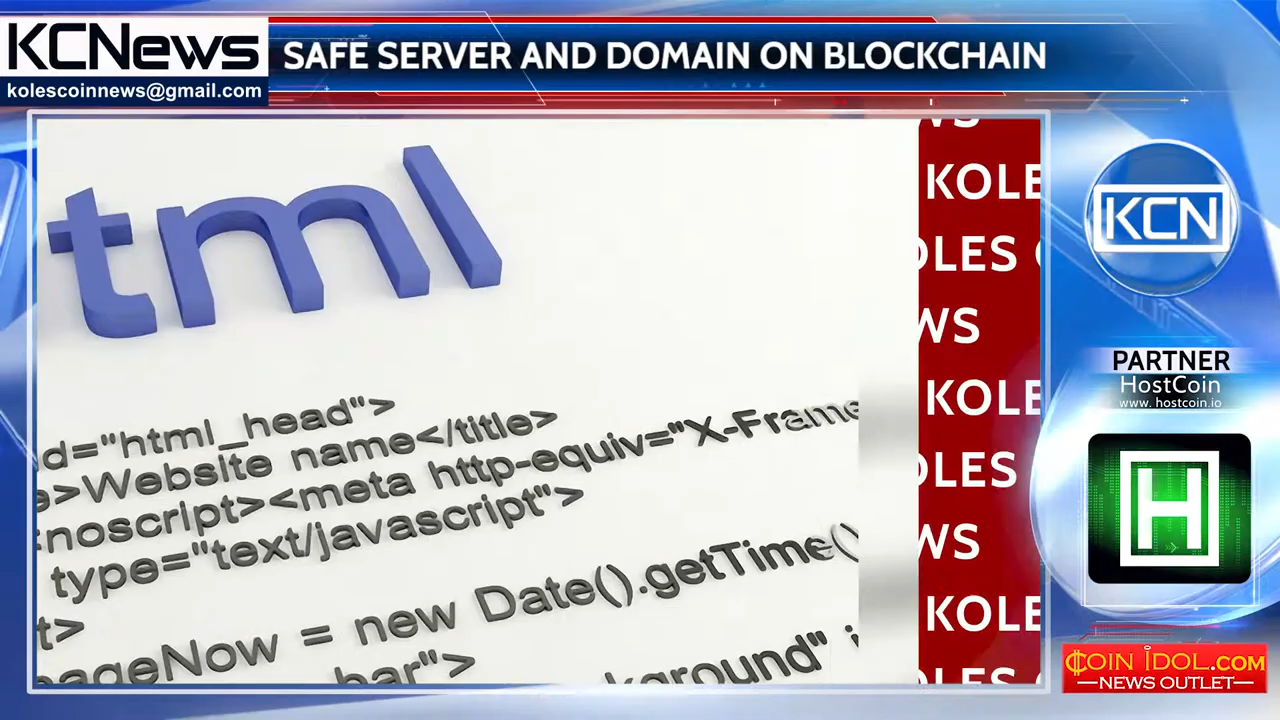 KCNews
kolescoinnews@gmail.com
SAFE SERVER AND DOMAIN ON BLOCKCHAIN
tml
id="html_head">
e>Website name</title>
noscript><meta http-equiv="X-Frame
type="text/javascript">
t>
pageNow = new Date().getTime()
bar">
kground"
WS
KOLE
OLES
WS
KOLE
OLES
WS
KOLE
OLES
KCN
PARTNER
HostCoin
www. hostcoin.io
H
COIN IDOL.COM
NEWS OUTLET